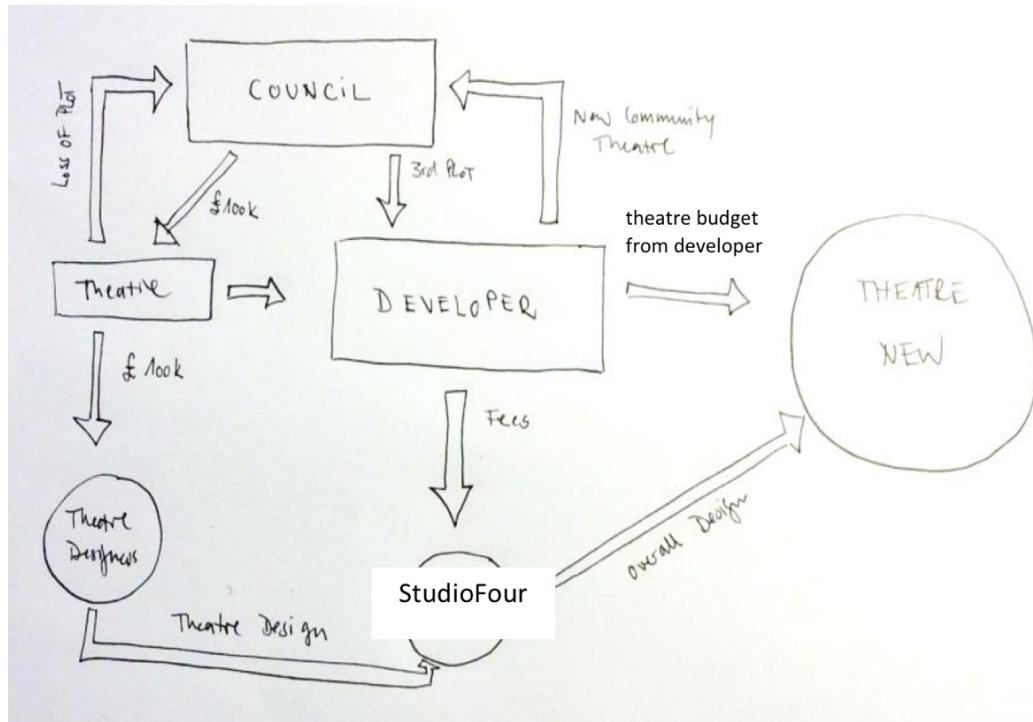 COUNCIL
LOSS OF PLOT
New Community
Theatre
3rd PLOT
£100k
theatre budget
from developer
Theatre
DEVELOPER
THEATRE
NEW
£ 100k
Fees
Theatre
Designers
StudioFour
overall Design
Theatre Design